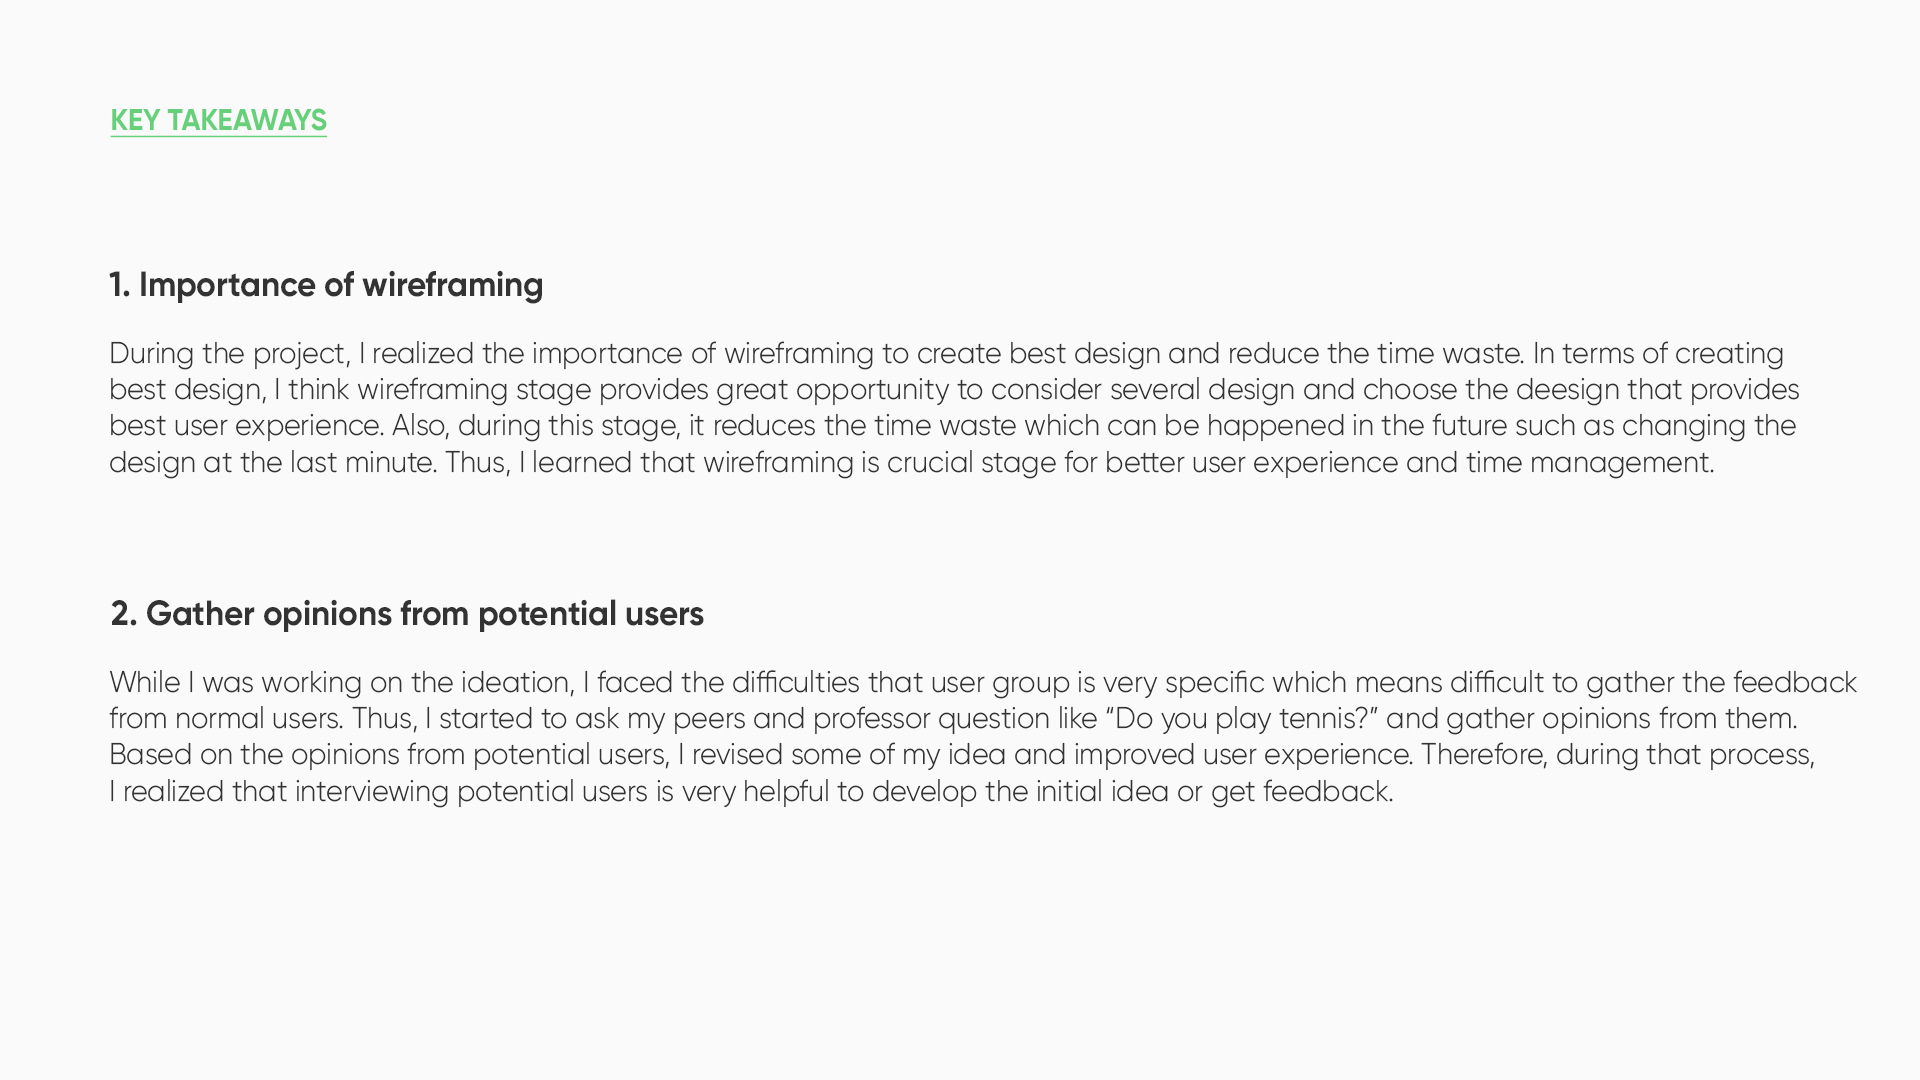 KEY TAKEAWAYS
1. Importance of wireframing
During the project, I realized the importance of wireframing to create best design and reduce the time waste. In terms of creating
best design, I think wireframing stage provides great opportunity to consider several design and choose the deesign that provides
best user experience. Also, during this stage, it reduces the time waste which can be happened in the future such as changing the
design at the last minute. Thus, I learned that wireframing is crucial stage for better user experience and time management.
2. Gather opinions from potential users
While I was working on the ideation, I faced the difficulties that user group is very specific which means difficult to gather the feedback
from normal users. Thus, I started to ask my peers and professor question like “Do you play tennis?” and gather opinions from them.
Based on the opinions from potential users, I revised some of my idea and improved user experience. Therefore, during that process,
I realized that interviewing potential users is very helpful to develop the initial idea or get feedback.